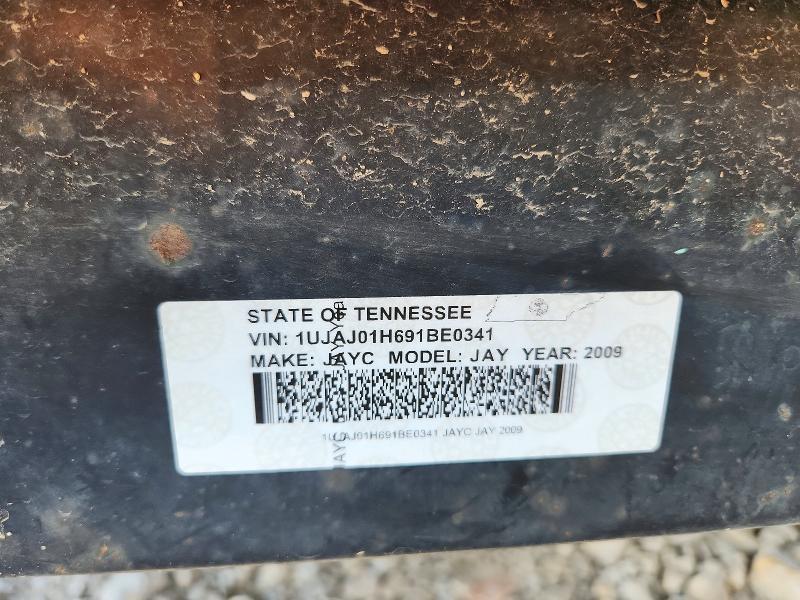 STATE OF TENNESSEE
VIN: 1UJAJ01H691BE0341
MAKE: JAYC MODEL: JAY YEAR: 2009
1UJAJ01H691BE0341 JAYC JAY 2009